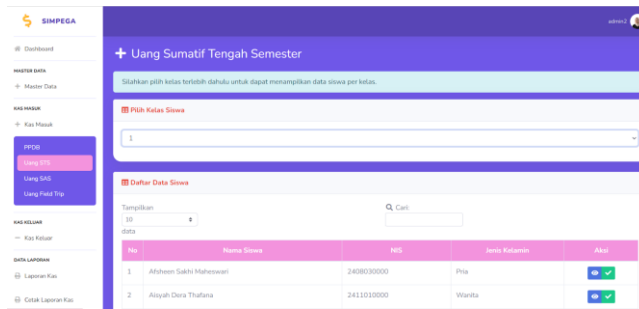 SIMPEGA
admin2
Dashboard
MASTER DATA
Master Data
KAS MASUK
Kas Masuk
PPDB
Uang STS
Uang SAS
Uang Field Trip
KAS KELUAR
Kas Keluar
DATA LAPORAN
Laporan Kas
Cetak Laporan Kas
Uang Sumatif Tengah Semester
Silahkan pilih kelas terlebih dahulu untuk dapat menampilkan data siswa per kelas.
Pilih Kelas Siswa
1
Daftar Data Siswa
Tampilkan
10
data
Cari:
No Nama Siswa NIS Jenis Kelamin Aksi
1 Afsheen Sakhi Maheswari 2408030000 Pria
2 Aisyah Dera Thafana 2411010000 Wanita